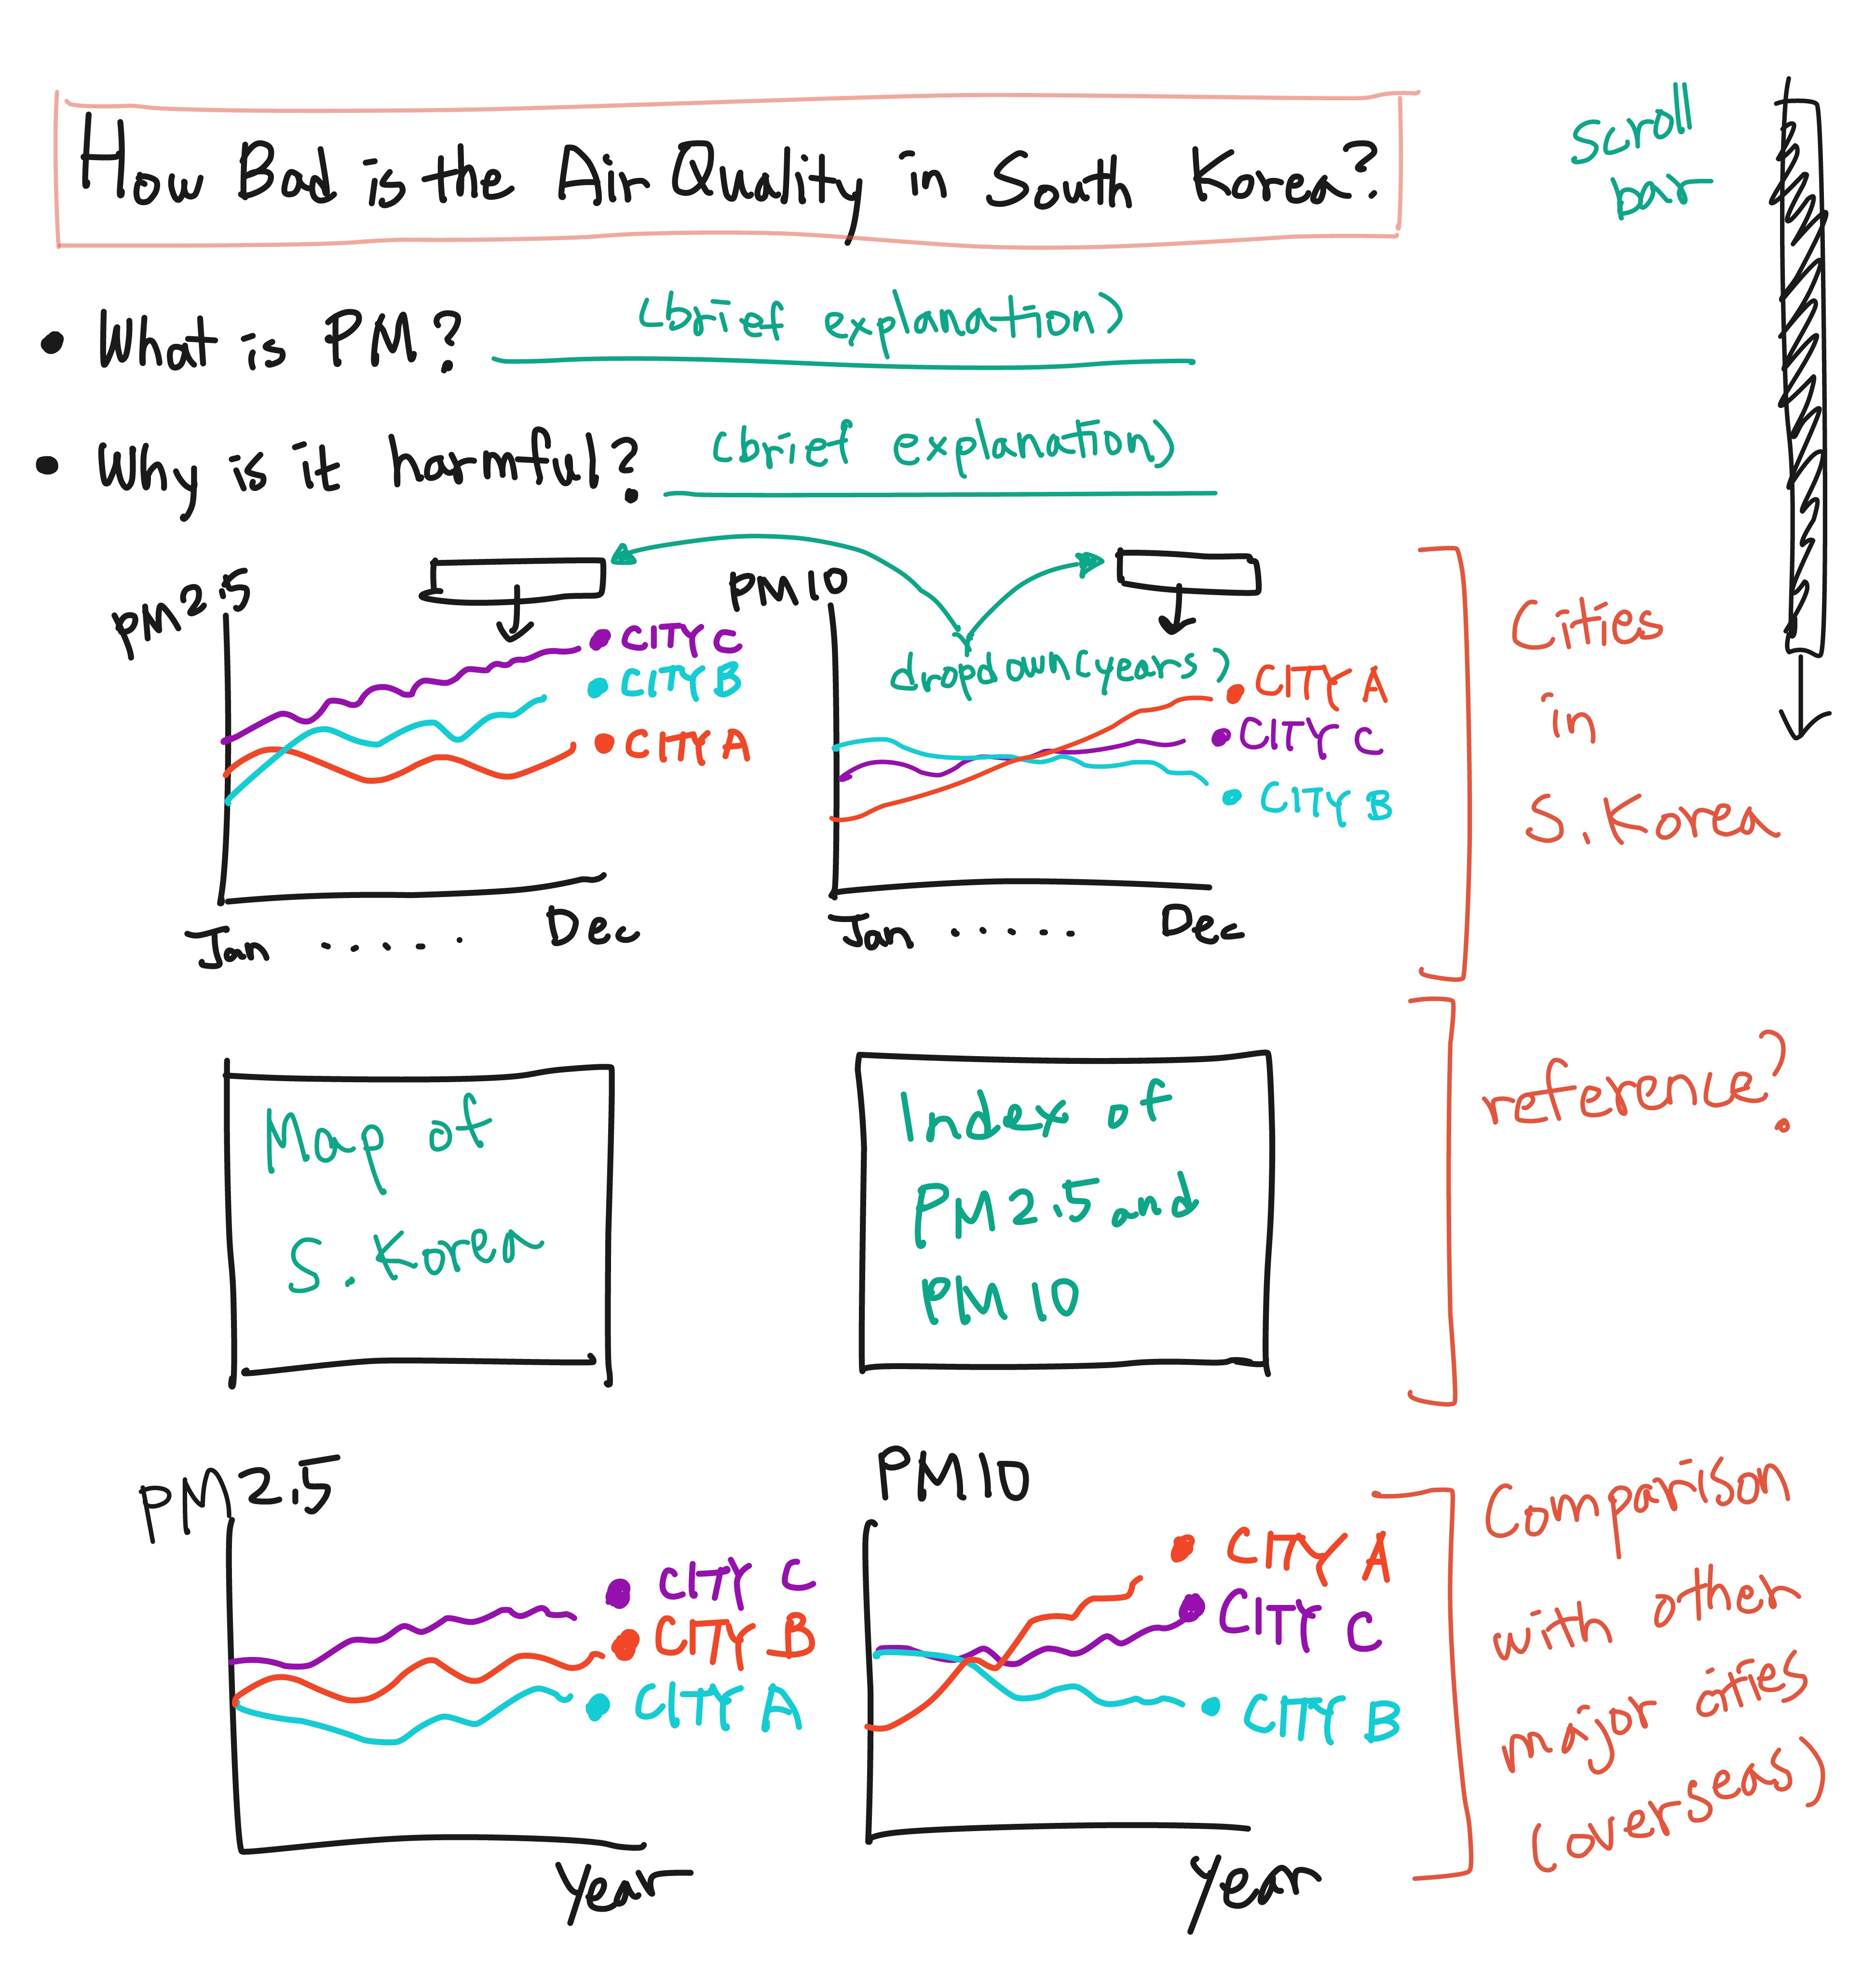 How Bad is the Air Quality in South Korea?
scroll
bar
• What is PM? (brief explanation)
• Why is it harmful? (brief explanation)
PM2.5
CITY C
CITY B
CITY A
Jan ...... Dec
PM10
dropdown(years)
CITY A
CITY C
CITY B
Jan ..... Dec
Cities
in
S.Korea
Map of
S.Korea
Index of
PM2.5 and
PM10
reference?
PM2.5
CITY C
CITY B
CITY A
Year
PM10
CITY A
CITY C
CITY B
Year
Comparison
with other
major cities
(overseas)